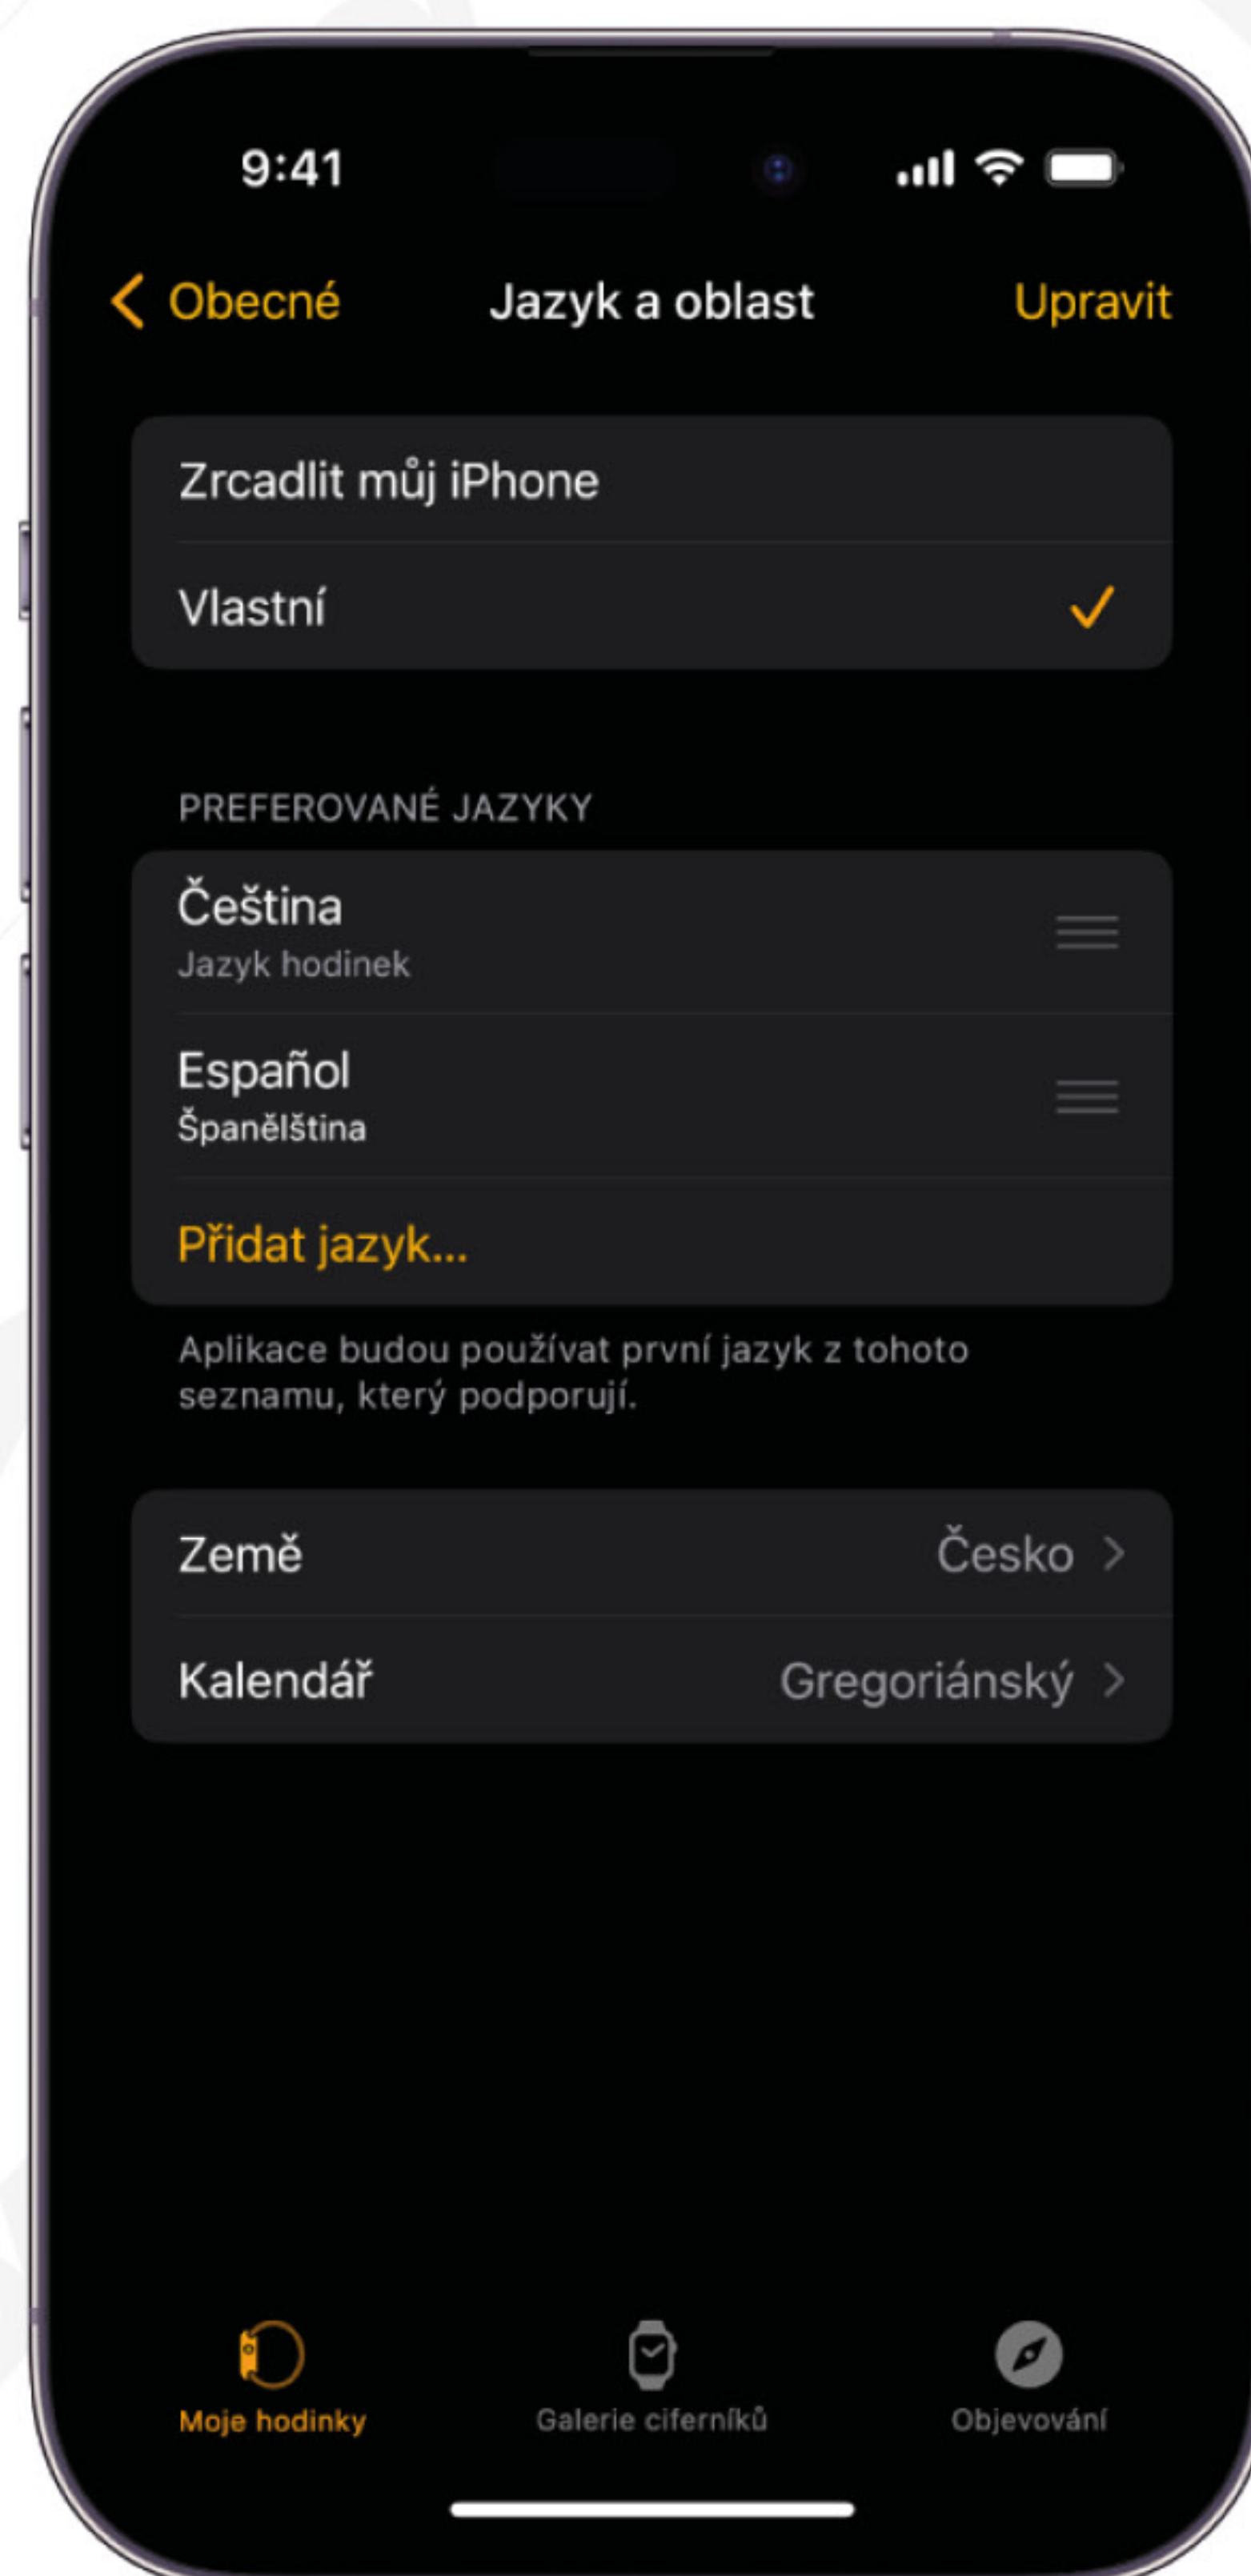 9:41
Obecné
Jazyk a oblast
Upravit
Zrcadlit můj iPhone
Vlastní
PREFEROVANÉ JAZYKY
Čeština
Jazyk hodinek
Español
Španělština
Přidat jazyk...
Aplikace budou používat první jazyk z tohoto
seznamu, který podporují.
Země
Česko
Kalendář
Gregoriánský
Moje hodinky
Galerie ciferníků
Objevování